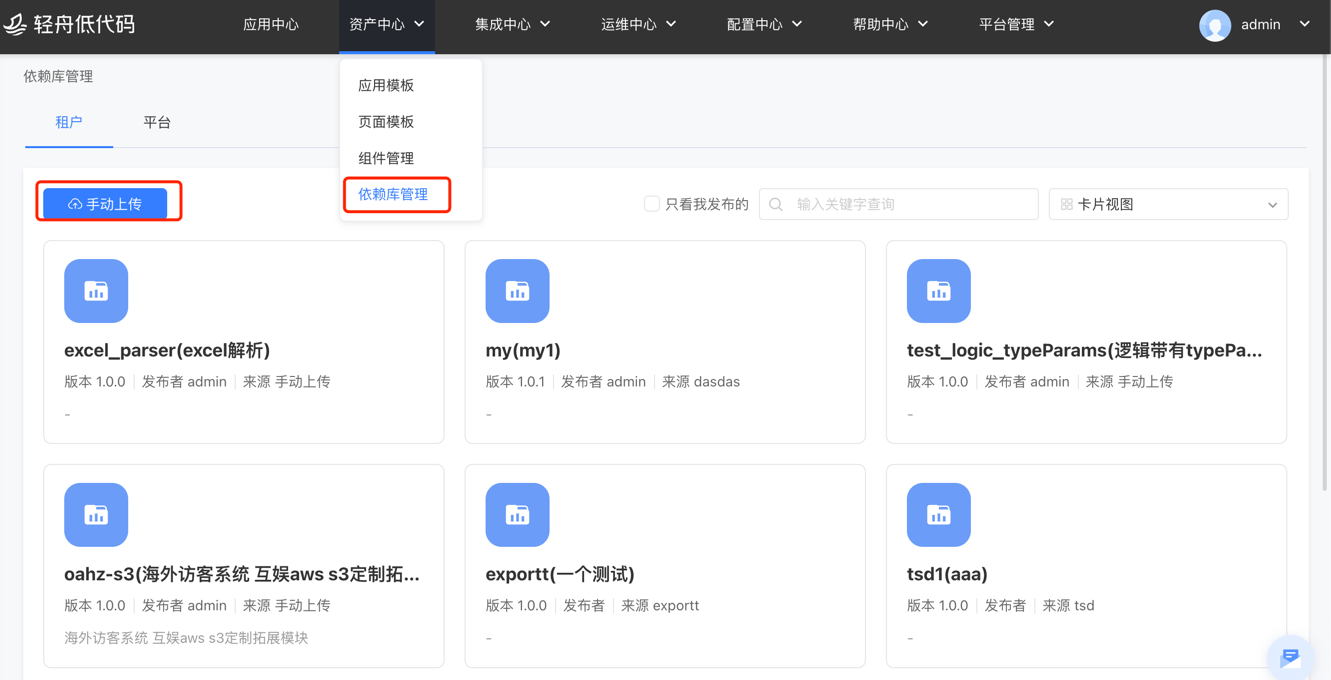 轻舟低代码 应用中心 资产中心 集成中心 运维中心 配置中心 帮助中心 平台管理 admin
依赖库管理
应用模板
页面模板
组件管理
依赖库管理
租户 平台
手动上传 只看我发布的 输入关键字查询 卡片视图
excel_parser(excel解析)
版本 1.0.0 发布者 admin 来源 手动上传
-
my(my1)
版本 1.0.1 发布者 admin 来源 dasdas
-
test_logic_typeParams(逻辑带有typePa...
版本 1.0.0 发布者 admin 来源 手动上传
-
oahz-s3(海外访客系统 互娱aws s3定制拓...
版本 1.0.0 发布者 admin 来源 手动上传
海外访客系统 互娱aws s3定制拓展模块
exportt(一个测试)
版本 1.0.0 发布者 来源 exportt
-
tsd1(aaa)
版本 1.0.0 发布者 来源 tsd
-